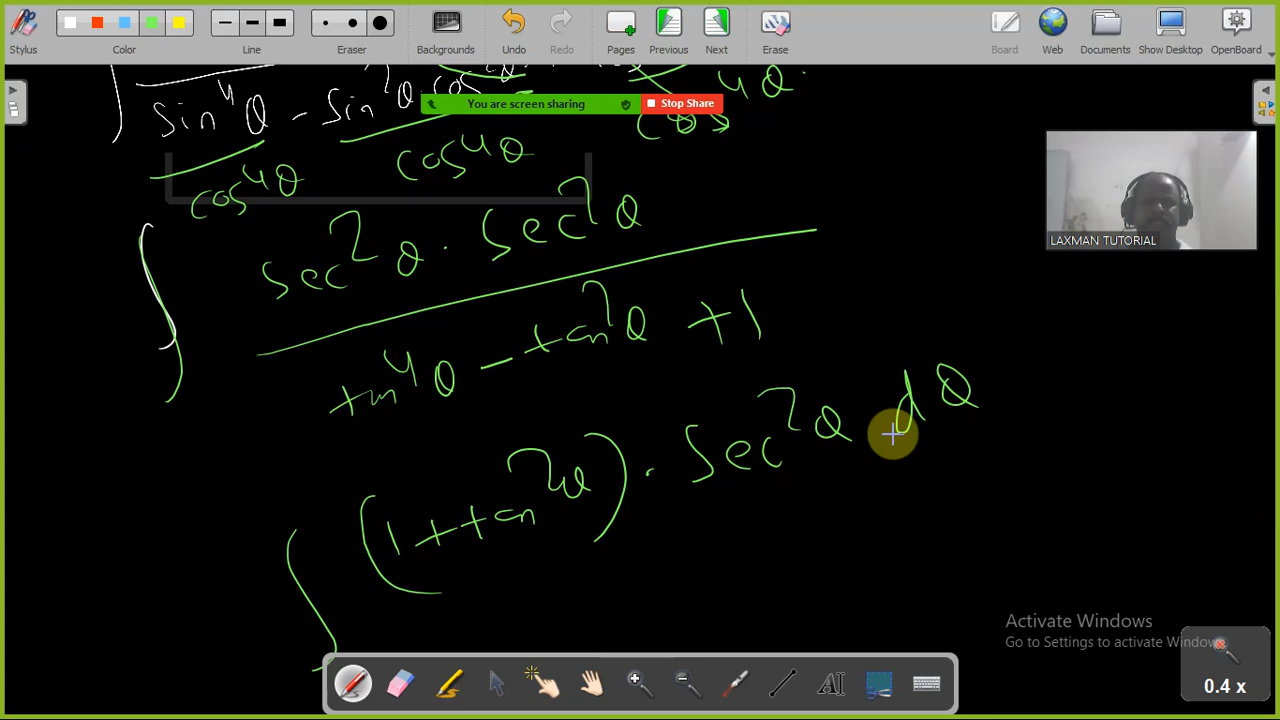 Stylus Color Line Eraser Backgrounds Undo Redo Pages Previous Next Erase Board Web Documents Show Desktop OpenBoard
You are screen sharing Stop Share
∫ sin⁴θ - sin²θ cos²θ cos⁴θ
cos⁴θ cos⁴θ
LAXMAN TUTORIAL
∫ sec²θ · sec²θ
tan⁴θ - tan²θ + 1
∫ (1 + tan²θ) · sec²θ dθ
Activate Windows
Go to Settings to activate Windows
0.4 x